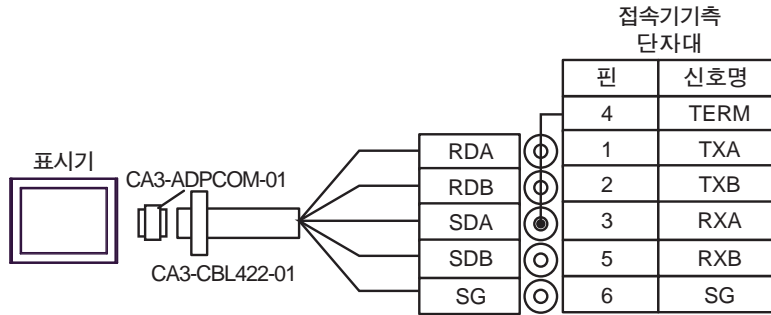 접속기기측
단자대
핀 신호명
4 TERM
RDA 1 TXA
RDB 2 TXB
SDA 3 RXA
SDB 5 RXB
SG 6 SG
표시기
CA3-ADPCOM-01
CA3-CBL422-01